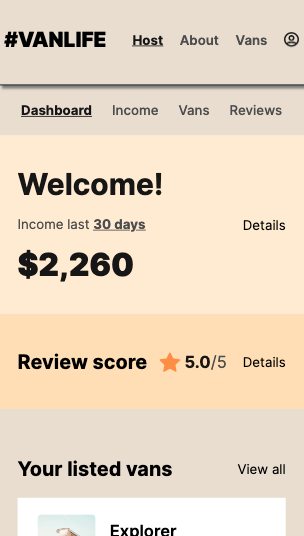 #VANLIFE Host About Vans
Dashboard Income Vans Reviews
Welcome!
Income last 30 days Details
$2,260
Review score 5.0/5 Details
Your listed vans View all
Explorer